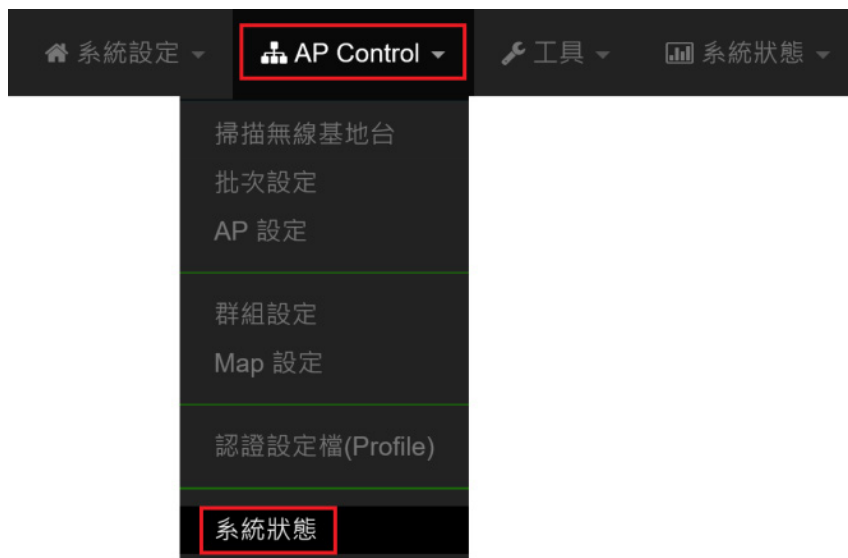 系統設定
AP Control
工具
系統狀態
掃描無線基地台
批次設定
AP 設定
群組設定
Map 設定
認證設定檔(Profile)
系統狀態